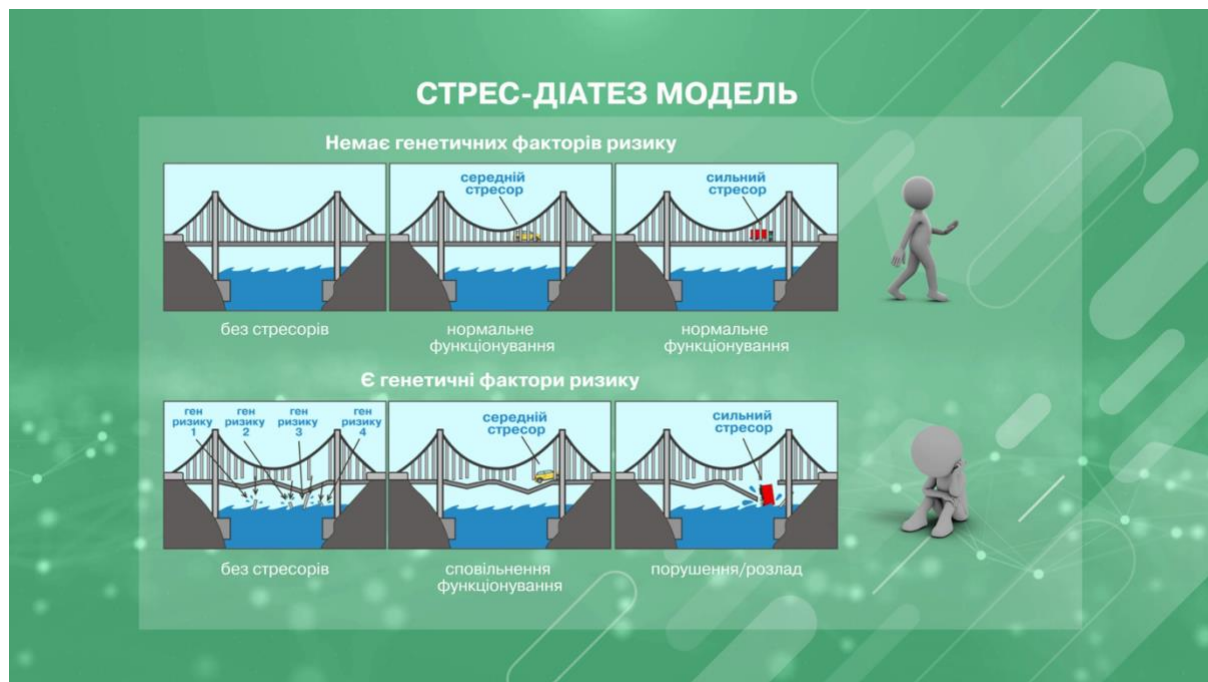 СТРЕС-ДІАТЕЗ МОДЕЛЬ
Немає генетичних факторів ризику
середній
стресор
сильний
стресор
без стресорів
нормальне
функціонування
нормальне
функціонування
Є генетичні фактори ризику
ген
ризику
1
ген
ризику
2
ген
ризику
3
ген
ризику
4
середній
стресор
сильний
стресор
без стресорів
сповільнення
функціонування
порушення/розлад